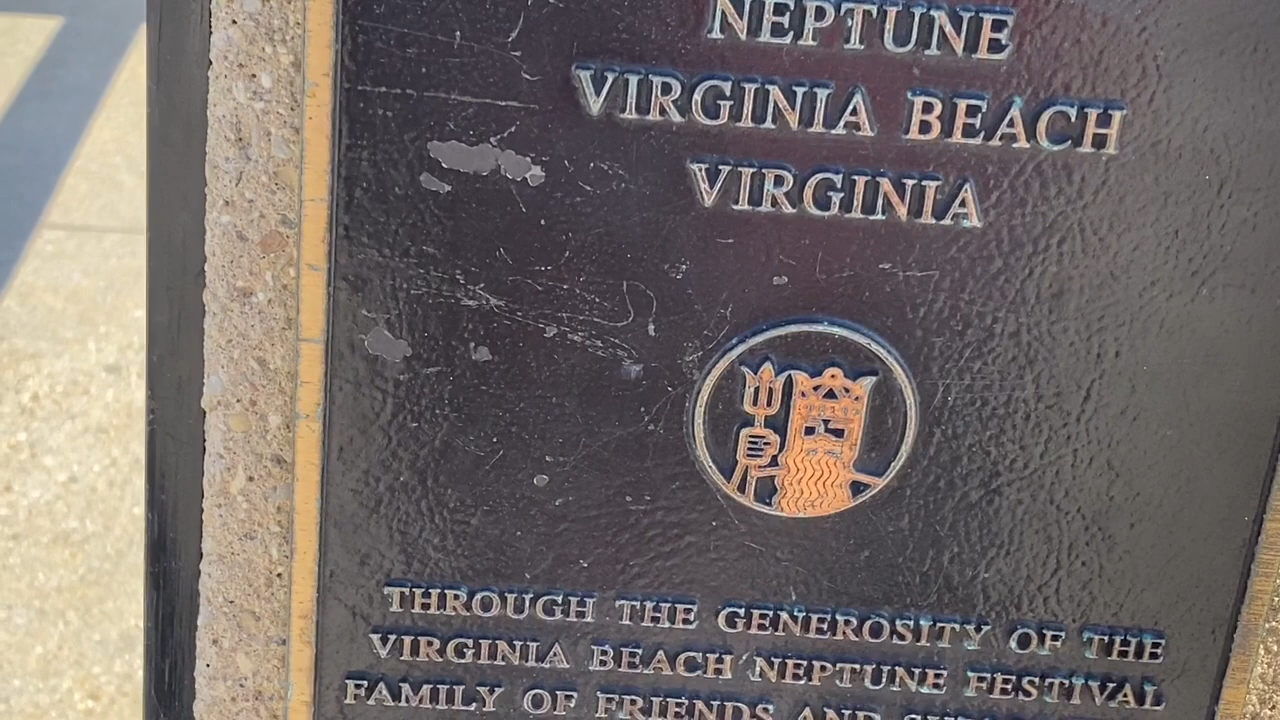 NEPTUNE
VIRGINIA BEACH
VIRGINIA
THROUGH THE GENEROSITY OF THE
VIRGINIA BEACH NEPTUNE FESTIVAL
FAMILY OF FRIENDS AND